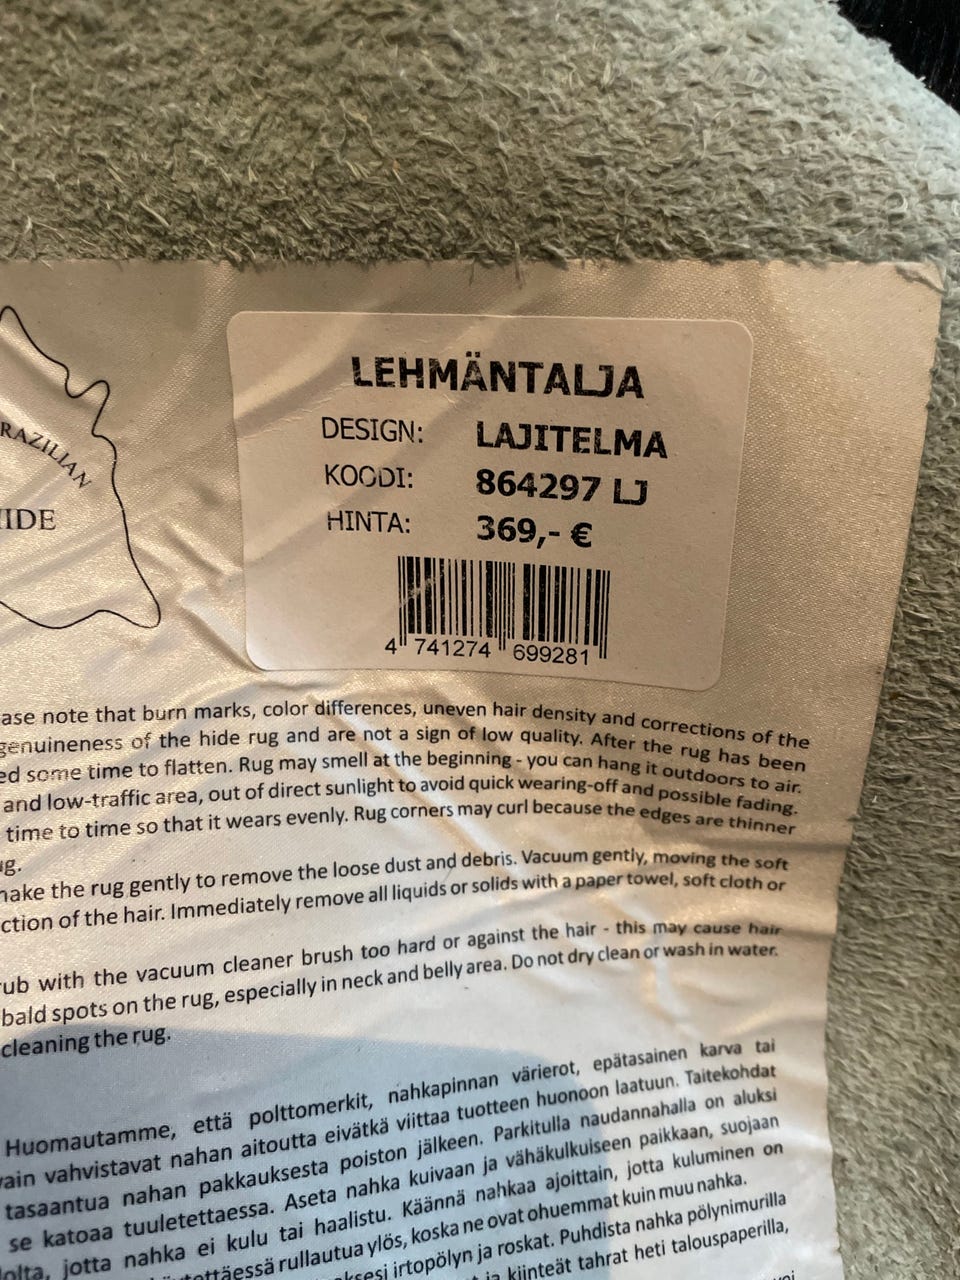 LEHMÄNTALJA
DESIGN: LAJITELMA
KOODI: 864297 LJ
HINTA: 369,- €
4 741274 699281
RAZILIAN
IDE
ase note that burn marks, color differences, uneven hair density and corrections of the
genuineness of the hide rug and are not a sign of low quality. After the rug has been
ed some time to flatten. Rug may smell at the beginning - you can hang it outdoors to air.
and low-traffic area, out of direct sunlight to avoid quick wearing-off and possible fading.
time to time so that it wears evenly. Rug corners may curl because the edges are thinner
ug.
hake the rug gently to remove the loose dust and debris. Vacuum gently, moving the soft
ction of the hair. Immediately remove all liquids or solids with a paper towel, soft cloth or
ub with the vacuum cleaner brush too hard or against the hair - this may cause hair
bald spots on the rug, especially in neck and belly area. Do not dry clean or wash in water.
cleaning the rug.
Huomautamme, että polttomerkit, nahkapinnan värierot, epätasainen karva tai
vain vahvistavat nahan aitoutta eivätkä viittaa tuotteen huonoon laatuun. Taitekohdat
tasaantua nahan pakkauksesta poiston jälkeen. Parkitulla naudannahalla on aluksi
se katoaa tuuletettaessa. Aseta nahka kuivaan ja vähäkulkuiseen paikkaan, suojaan
olta, jotta nahka ei kulu tai haalistu. Käännä nahkaa ajoittain, jotta kuluminen on
rullautua ylös, koska ne ovat ohuemmat kuin muu nahka.
irtopölyn ja roskat. Puhdista nahka pölynimurilla
ja kiinteät tahrat heti talouspaperilla,